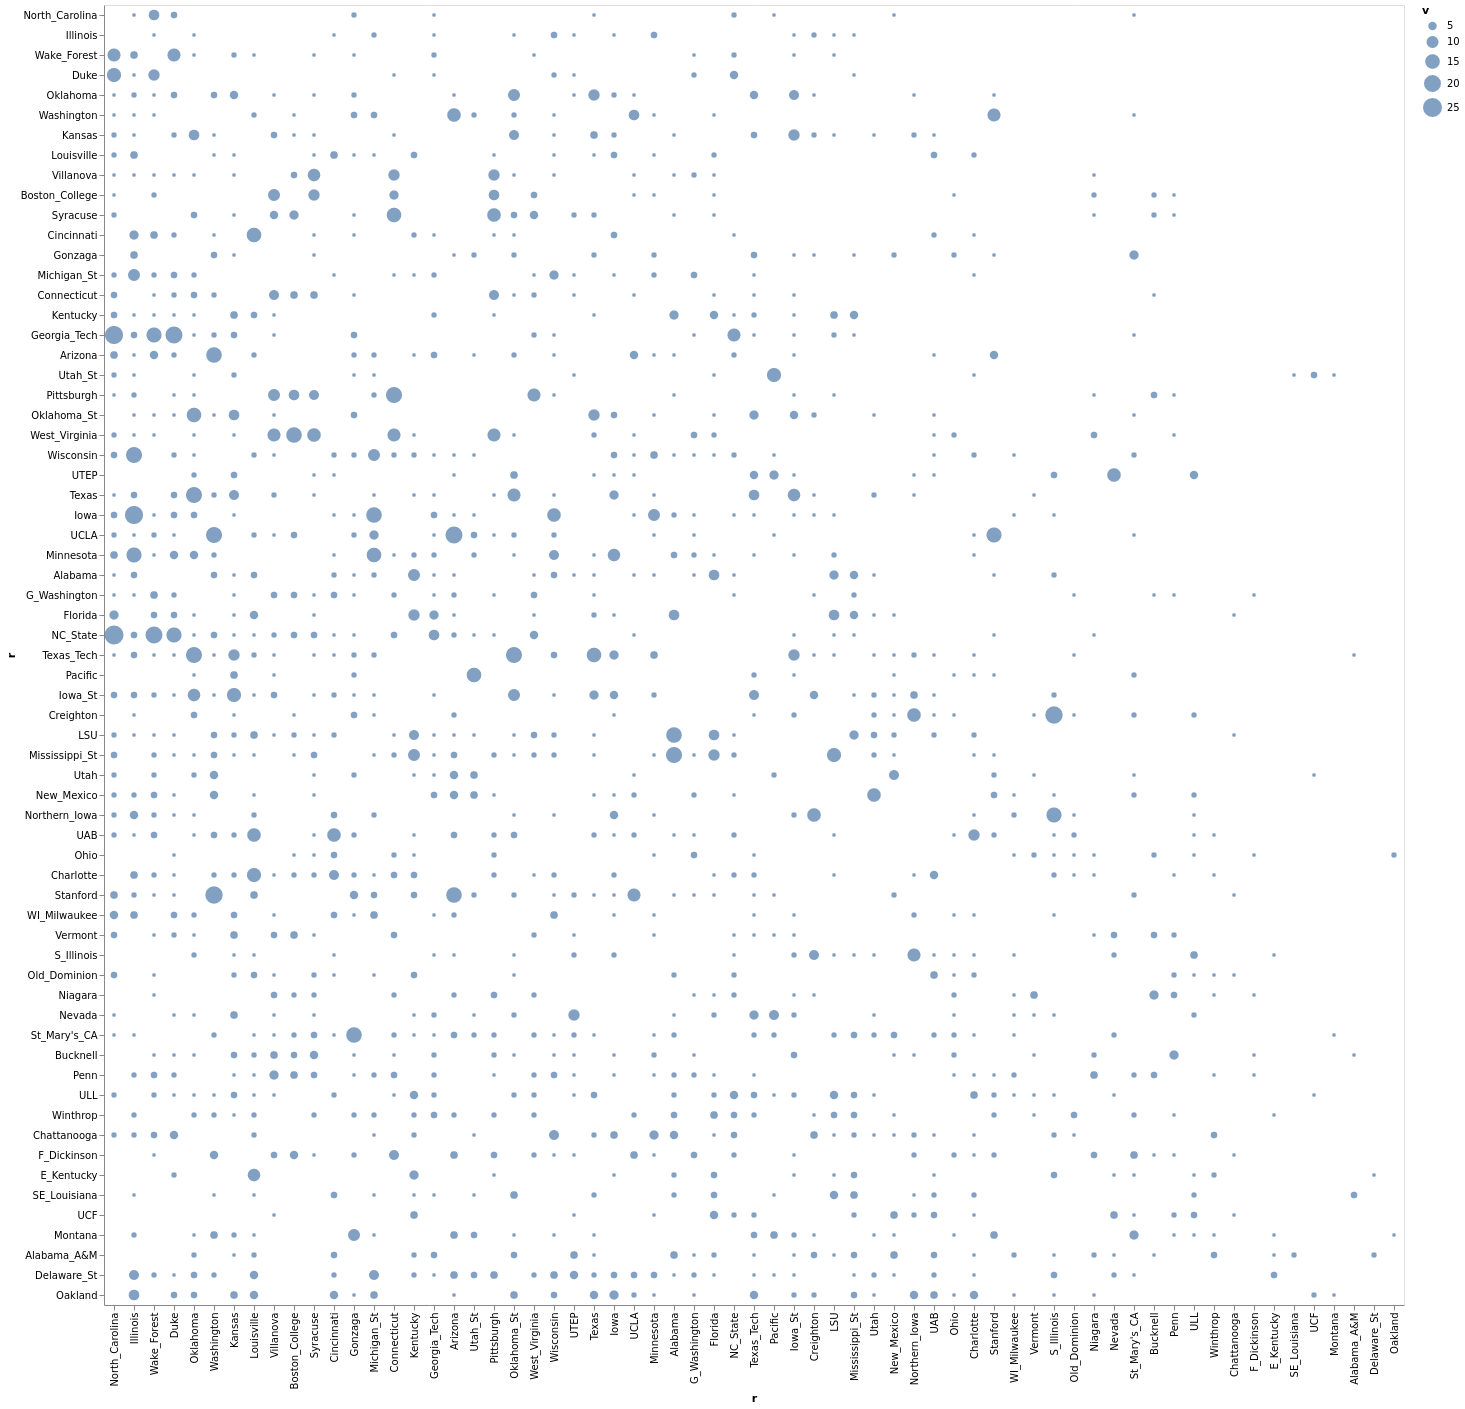 v
5
10
15
20
25
North_Carolina
Illinois
Wake_Forest
Duke
Oklahoma
Washington
Kansas
Louisville
Villanova
Boston_College
Syracuse
Cincinnati
Gonzaga
Michigan_St
Connecticut
Kentucky
Georgia_Tech
Arizona
Utah_St
Pittsburgh
Oklahoma_St
West_Virginia
Wisconsin
UTEP
Texas
Iowa
UCLA
Minnesota
Alabama
G_Washington
Florida
NC_State
Texas_Tech
Pacific
Iowa_St
Creighton
LSU
Mississippi_St
Utah
New_Mexico
Northern_Iowa
UAB
Ohio
Charlotte
Stanford
WI_Milwaukee
Vermont
S_Illinois
Old_Dominion
Niagara
Nevada
St_Mary's_CA
Bucknell
Penn
ULL
Winthrop
Chattanooga
F_Dickinson
E_Kentucky
SE_Louisiana
UCF
Montana
Alabama_A&M
Delaware_St
Oakland
r
North_Carolina
Illinois
Wake_Forest
Duke
Oklahoma
Washington
Kansas
Louisville
Villanova
Boston_College
Syracuse
Cincinnati
Gonzaga
Michigan_St
Connecticut
Kentucky
Georgia_Tech
Arizona
Utah_St
Pittsburgh
Oklahoma_St
West_Virginia
Wisconsin
UTEP
Texas
Iowa
UCLA
Minnesota
Alabama
G_Washington
Florida
NC_State
Texas_Tech
Pacific
Iowa_St
Creighton
LSU
Mississippi_St
Utah
New_Mexico
Northern_Iowa
UAB
Ohio
Charlotte
Stanford
WI_Milwaukee
Vermont
S_Illinois
Old_Dominion
Niagara
Nevada
St_Mary's_CA
Bucknell
Penn
ULL
Winthrop
Chattanooga
F_Dickinson
E_Kentucky
SE_Louisiana
UCF
Montana
Alabama_A&M
Delaware_St
Oakland
r